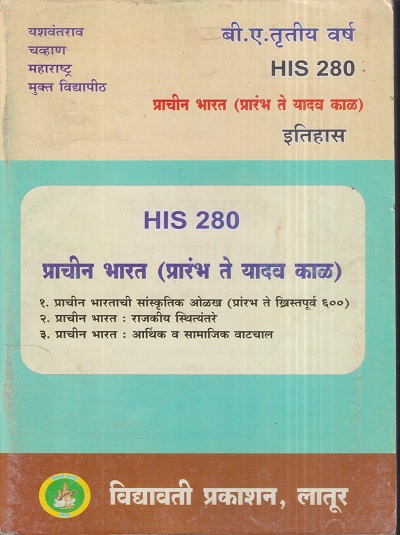 यशवंतराव
चव्हाण
महाराष्ट्र
मुक्त विद्यापीठ
बी.ए.तृतीय वर्ष
HIS 280
प्राचीन भारत (प्रारंभ ते यादव काळ)
इतिहास
HIS 280
प्राचीन भारत (प्रारंभ ते यादव काळ)
१. प्राचीन भारताची सांस्कृतिक ओळख (प्रांरभ ते ख्रिस्तपूर्व ६००)
२. प्राचीन भारत : राजकीय स्थित्यंतरे
३. प्राचीन भारत : आर्थिक व सामाजिक वाटचाल
विद्यावती प्रकाशन, लातूर